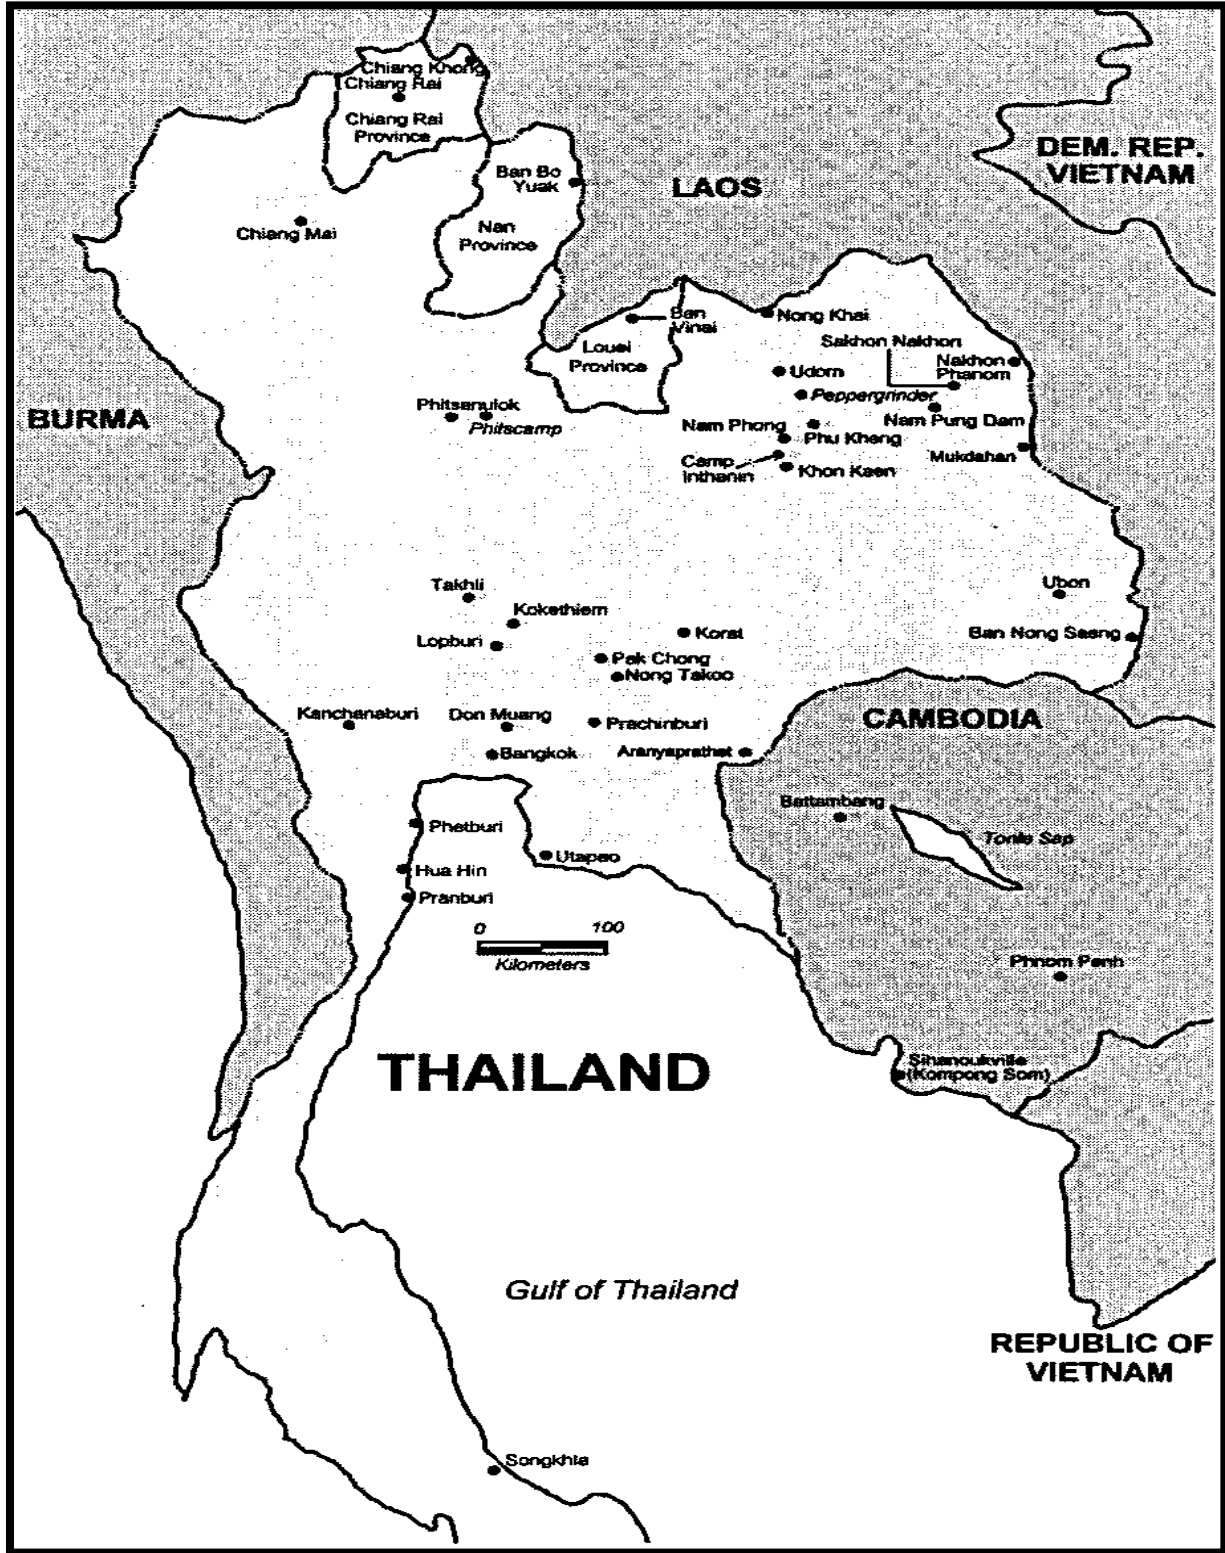 Chiang Khong
Chiang Rai
Chiang Rai
Province
DEM. REP.
VIETNAM
Ban Bo
Yuak
LAOS
Nan
Province
Chiang Mai
Ban
Vinai
Nong Khai
Sakhon Nakhon
Louei
Province
Nakhon
Phanom
Udorn
Peppergrinder
BURMA
Phitsanulok
Phitscamp
Nam Phong
Nam Pung Dam
Phu Kheng
Mukdahan
Camp
Inthanin
Khon Kaen
Takhli
Ubon
Kokethiem
Lopburi
Korat
Ban Nong Saeng
Pak Chong
Nong Takoo
Kanchanaburi
Don Muang
Prachinburi
CAMBODIA
Bangkok
Aranyaprathet
Battambang
Phetburi
Tonle Sap
Utapao
Hua Hin
Pranburi
0 100
Kilometers
Phnom Penh
THAILAND
Sihanoukville
(Kompong Som)
Gulf of Thailand
REPUBLIC OF
VIETNAM
Songkhla